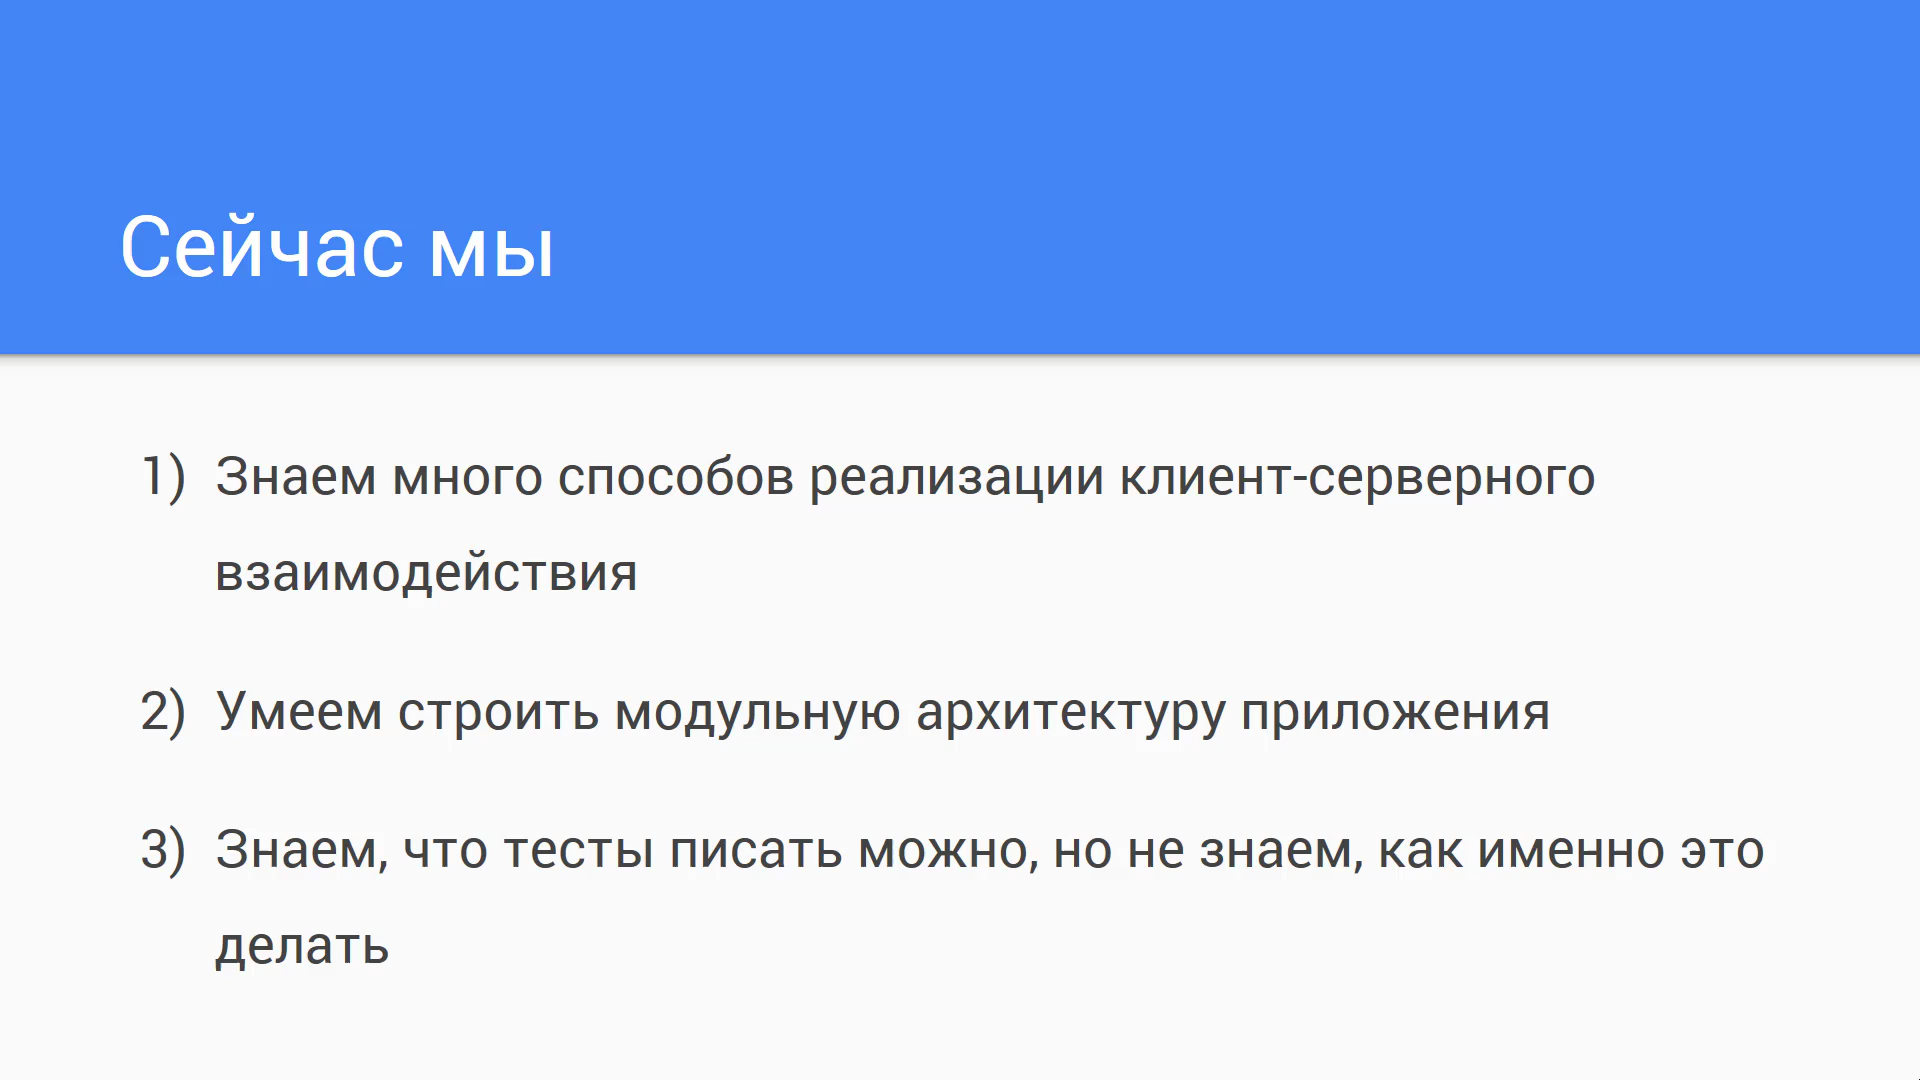 Сейчас мы
1) Знаем много способов реализации клиент-серверного
взаимодействия
2) Умеем строить модульную архитектуру приложения
3) Знаем, что тесты писать можно, но не знаем, как именно это
делать